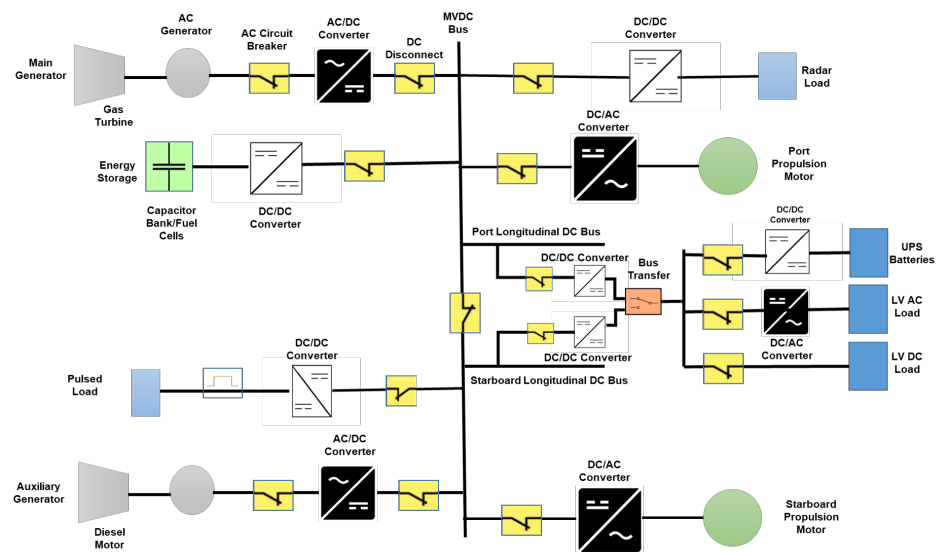 MVDC
Bus
AC
Generator
AC Circuit
Breaker
AC/DC
Converter
DC
Disconnect
DC/DC
Converter
Main
Generator
Gas
Turbine
Radar
Load
Energy
Storage
Capacitor
Bank/Fuel
Cells
DC/DC
Converter
DC/AC
Converter
Port
Propulsion
Motor
Port Longitudinal DC Bus
DC/DC Converter
Bus
Transfer
DC/DC
Converter
UPS
Batteries
LV AC
Load
DC/AC
Converter
LV DC
Load
DC/DC Converter
Starboard Longitudinal DC Bus
DC/DC
Converter
Pulsed
Load
AC/DC
Converter
Auxiliary
Generator
Diesel
Motor
DC/AC
Converter
Starboard
Propulsion
Motor